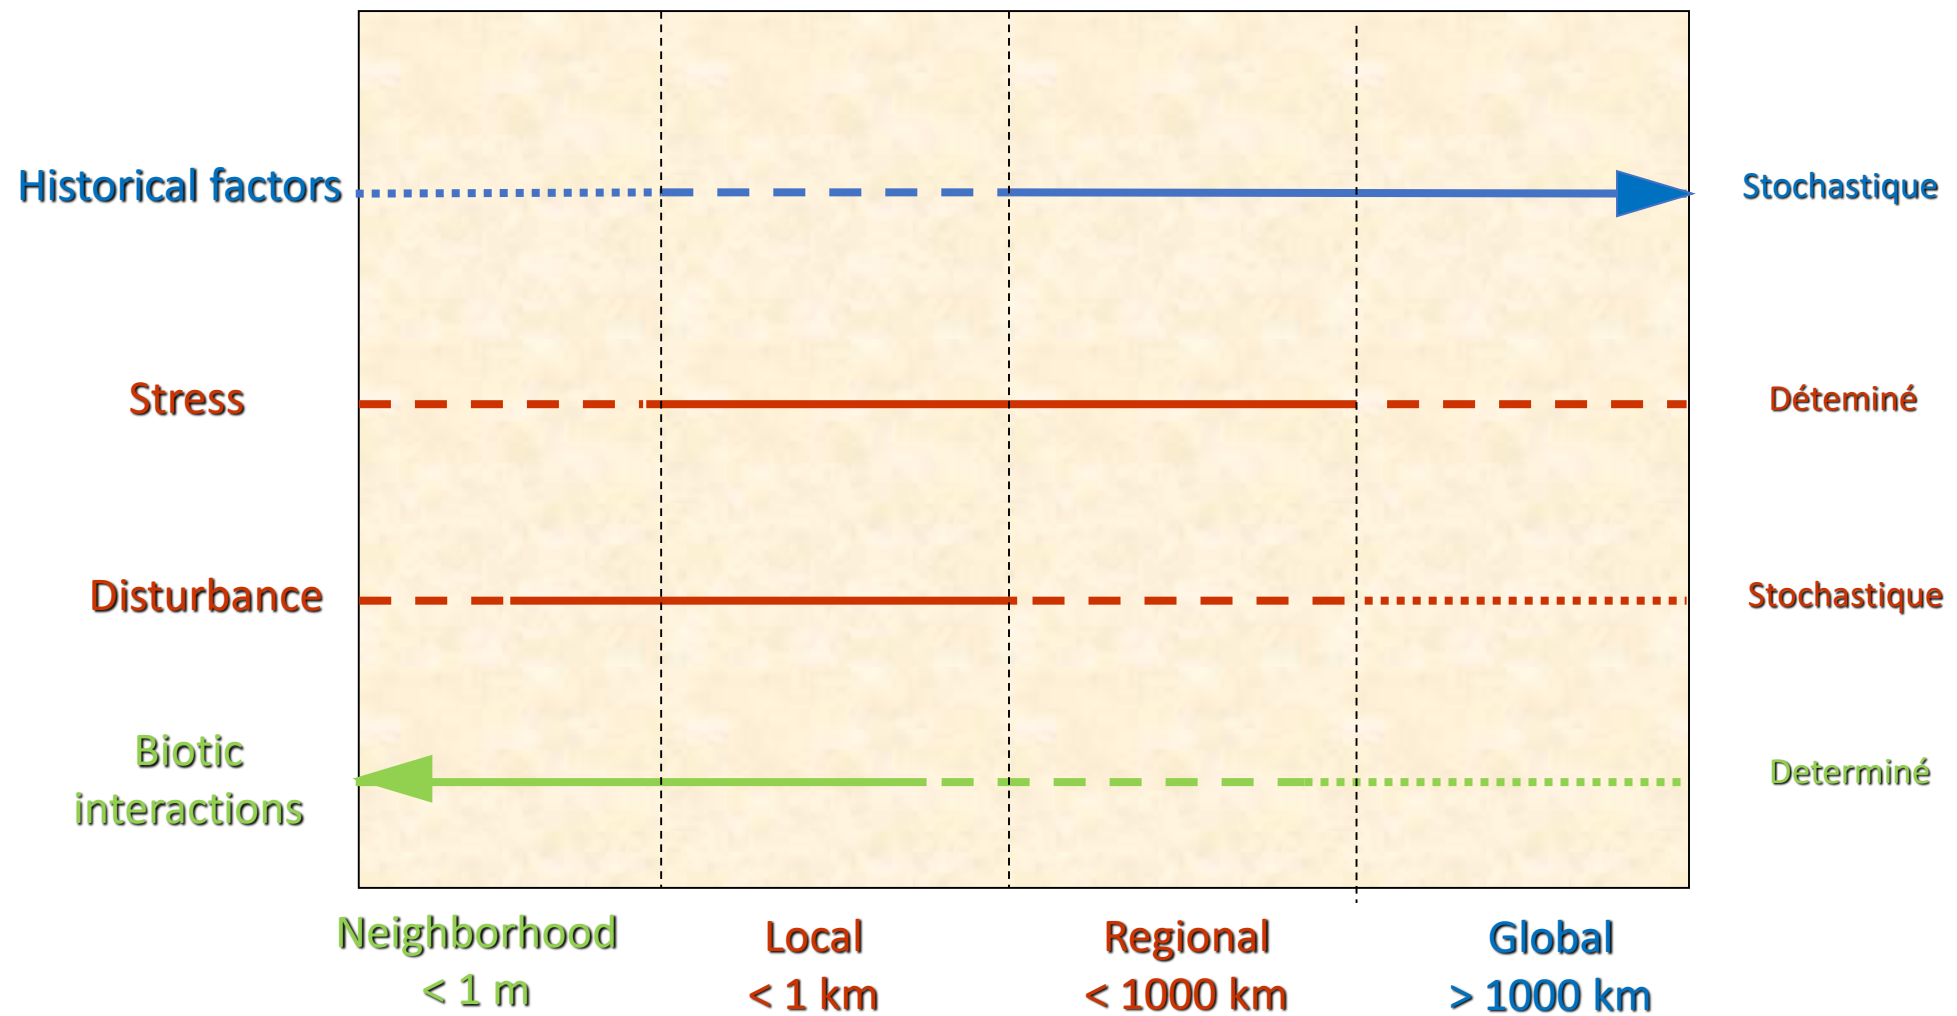 Historical factors
Stochastique
Stress
Déteminé
Disturbance
Stochastique
Biotic
interactions
Determiné
Neighborhood
< 1 m
Local
< 1 km
Regional
< 1000 km
Global
> 1000 km